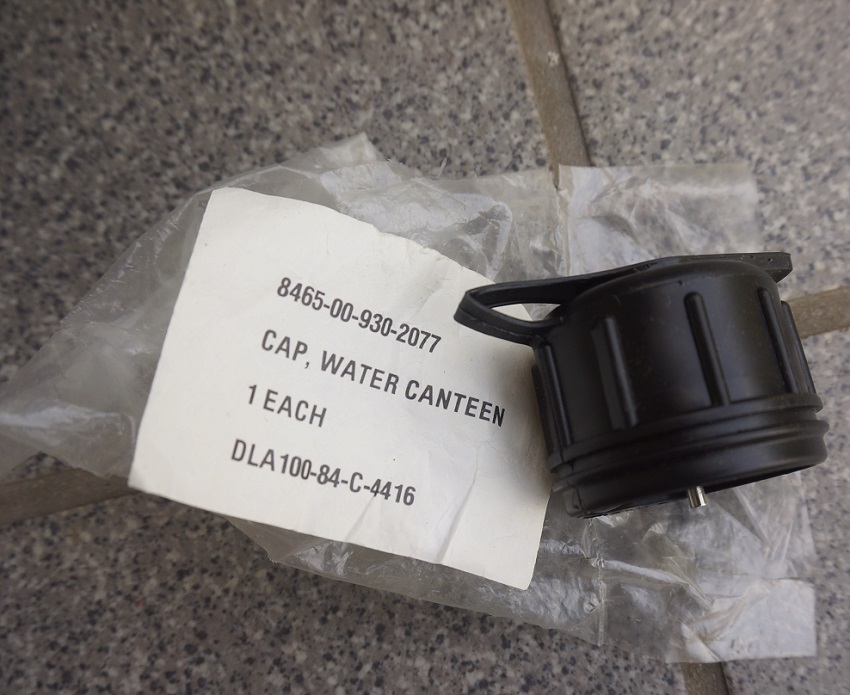 8465-00-930-2077
CAP, WATER CANTEEN
1 EACH
DLA100-84-C-4416